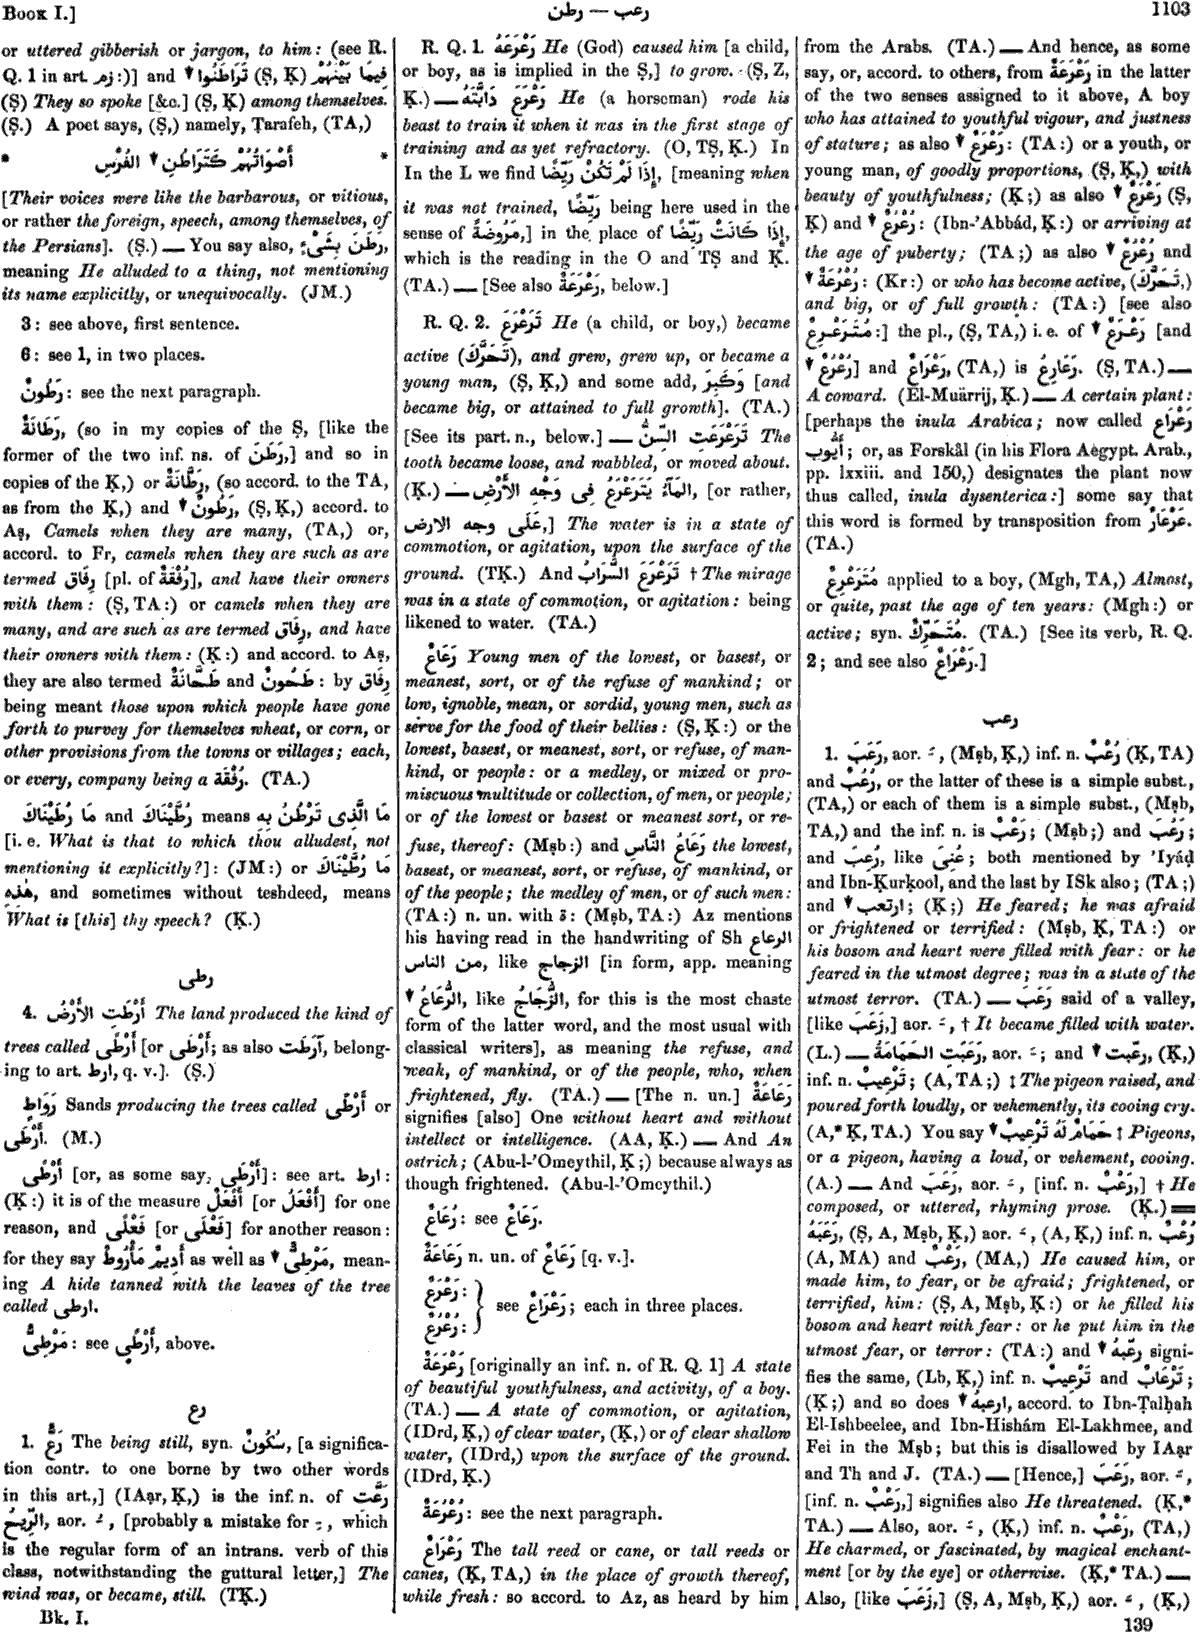 Book I.]
رعب — رطن
1103
or uttered gibberish or jargon, to him: (see R.
Q. 1 in art. زم:)] and تَرَاطَنُوا فِيمَا بَيْنَهُمْ (Ṣ, Ḳ)
(Ṣ) They so spoke [&c.] (Ṣ, Ḳ) among themselves.
(Ṣ.) A poet says, (Ṣ,) namely, Ṭarafeh, (TA,)
* أَصْوَاتُهُمْ كَتَرَاطُنِ الفُرْسِ *
[Their voices were like the barbarous, or vitious,
or rather the foreign, speech, among themselves, of
the Persians]. (Ṣ.) — You say also, رَطَنَ بِشَىْءٍ,
meaning He alluded to a thing, not mentioning
its name explicitly, or unequivocally. (JM.)
3: see above, first sentence.
6: see 1, in two places.
رَطُونٌ: see the next paragraph.
رَطَانَةٌ, (so in my copies of the Ṣ, [like the
former of the two inf. ns. of رَطَنَ,] and so in
copies of the Ḳ,) or رَطَّانَةٌ, (so accord. to the TA,
as from the Ḳ,) and رَطُونٌ, (Ṣ, Ḳ,) accord. to
Aṣ, Camels when they are many, (TA,) or,
accord. to Fr, camels when they are such as are
termed رِفَاق [pl. of رُفْقَةٌ], and have their owners
with them: (Ṣ, TA:) or camels when they are
many, and are such as are termed رِفَاق, and have
their owners with them: (Ḳ:) and accord. to Aṣ,
they are also termed طَحَّانَةٌ and طَحُونٌ: by رِفَاق
being meant those upon which people have gone
forth to purvey for themselves wheat, or corn, or
other provisions from the towns or villages; each,
or every, company being a رُفْقَة. (TA.)
مَا رُطَيْنَاكَ and رُطَّيْنَاكَ means مَا الَّذِى تَرْطُنُ بِهِ
[i. e. What is that to which thou alludest, not
mentioning it explicitly?]: (JM:) or مَا رُطَّيْنَاكَ
هٰذِهِ, and sometimes without teshdeed, means
What is [this] thy speech? (Ḳ.)
رطى
4. أَرْطَتِ الأَرْضُ The land produced the kind of
trees called أَرْطًى [or أَرْطَى; as also آرَطَت, belong-
ing to art. ارط, q. v.]. (Ṣ.)
رَوَاطٍ Sands producing the trees called أَرْطًى or
أَرْطَى. (M.)
أَرْطًى [or, as some say, أَرْطَى]: see art. ارط:
(Ḳ:) it is of the measure أَفْعَلٌ [or أَفْعَلُ] for one
reason, and فَعْلًى [or فَعْلَى] for another reason:
for they say أَدِيمٌ مَأْرُوطٌ as well as مَرْطِىٌّ, mean-
ing A hide tanned with the leaves of the tree
called ارطى.
مَرْطِىٌّ: see أَرْطًى, above.
رع
1. رَعٌّ The being still, syn. سُكُونٌ, [a significa-
tion contr. to one borne by two other words
in this art.,] (IAạr, Ḳ,) is the inf. n. of رَعَّت
الرِّيحُ, aor. ـُ, [probably a mistake for ـِ, which
is the regular form of an intrans. verb of this
class, notwithstanding the guttural letter,] The
wind was, or became, still. (TḲ.)
Bk. I.
R. Q. 1. رَعْرَعَهُ He (God) caused him [a child,
or boy, as is implied in the Ṣ,] to grow. (Ṣ, Z,
Ḳ.) — رَعْرَعَ دَابَّتَهُ He (a horseman) rode his
beast to train it when it was in the first stage of
training and as yet refractory. (O, TṢ, Ḳ.) In
In the L we find إِذَا لَمْ تَكُنْ رَيِّضًا, [meaning when
it was not trained, رَيِّضًا being here used in the
sense of مَرُوضَةً,] in the place of إِذَا كَانَتْ رَيِّضًا,
which is the reading in the O and TṢ and Ḳ.
(TA.) — [See also رَعْرَعَةٌ, below.]
R. Q. 2. تَرَعْرَعَ He (a child, or boy,) became
active (تَحَرَّكَ), and grew, grew up, or became a
young man, (Ṣ, Ḳ,) and some add, وَكَبِرَ [and
became big, or attained to full growth]. (TA.)
[See its part. n., below.] — تَرَعْرَعَتِ السِّنُّ The
tooth became loose, and wabbled, or moved about.
(Ḳ.) — المَآءُ يَتَرَعْرَعُ فِى وَجْهِ الأَرْضِ, [or rather,
عَلَى وجه الارض,] The water is in a state of
commotion, or agitation, upon the surface of the
ground. (TḲ.) And تَرَعْرَعَ السَّرَابُ † The mirage
was in a state of commotion, or agitation: being
likened to water. (TA.)
رَعَاعٌ Young men of the lowest, or basest, or
meanest, sort, or of the refuse of mankind; or
low, ignoble, mean, or sordid, young men, such as
serve for the food of their bellies: (Ṣ, Ḳ:) or the
lowest, basest, or meanest, sort, or refuse, of man-
kind, or people: or a medley, or mixed or pro-
miscuous multitude or collection, of men, or people;
or of the lowest or basest or meanest sort, or re-
fuse, thereof: (Mṣb:) and رَعَاعُ النَّاسِ the lowest,
basest, or meanest, sort, or refuse, of mankind, or
of the people; the medley of men, or of such men:
(TA:) n. un. with ة: (Mṣb, TA:) Az mentions
his having read in the handwriting of Sh الرعاع
من الناس, like الزجاج [in form, app. meaning
الرُّعَاعُ, like الزُّجَاجُ, for this is the most chaste
form of the latter word, and the most usual with
classical writers], as meaning the refuse, and
weak, of mankind, or of the people, who, when
frightened, fly. (TA.) — [The n. un.] رَعَاعَةٌ
signifies [also] One without heart and without
intellect or intelligence. (AA, Ḳ.) — And An
ostrich; (Abu-l-'Omeythil, Ḳ;) because always as
though frightened. (Abu-l-'Omeythil.)
رُعَاعٌ: see رَعَاعٌ.
رَعَاعَةٌ n. un. of رَعَاعٌ [q. v.].
رَعْرَعٌ:
رُعْرُعٌ:
see رَعْرَاعٌ; each in three places.
رَعْرَعَةٌ [originally an inf. n. of R. Q. 1] A state
of beautiful youthfulness, and activity, of a boy.
(TA.) — A state of commotion, or agitation,
(IDrd, Ḳ,) of clear water, (Ḳ,) or of clear shallow
water, (IDrd,) upon the surface of the ground.
(IDrd, Ḳ.)
رُعْرُعَةٌ: see the next paragraph.
رَعْرَاعٌ The tall reed or cane, or tall reeds or
canes, (Ḳ, TA,) in the place of growth thereof,
while fresh: so accord. to Az, as heard by him
from the Arabs. (TA.) — And hence, as some
say, or, accord. to others, from رَعْرَعَةٌ in the latter
of the two senses assigned to it above, A boy
who has attained to youthful vigour, and justness
of stature; as also رَعْرَعٌ: (TA:) or a youth, or
young man, of goodly proportions, (Ṣ, Ḳ,) with
beauty of youthfulness; (Ḳ;) as also رَعْرَعٌ (Ṣ,
Ḳ) and رُعْرُعٌ: (Ibn-'Abbád, Ḳ:) or arriving at
the age of puberty; (TA;) as also رُعْرُعٌ and
رُعْرُعَةٌ: (Kr:) or who has become active, (تَحَرَّكَ,)
and big, or of full growth: (TA:) [see also
مُتَرَعْرِعٌ:] the pl., (Ṣ, TA,) i. e. of رَعْرَعٌ [and
رُعْرُعٌ] and رَعْرَاعٌ, (TA,) is رَعَارِعُ. (Ṣ, TA.) —
A coward. (El-Muärrij, Ḳ.) — A certain plant:
[perhaps the inula Arabica; now called رَعْرَاع
أَيُّوب; or, as Forskål (in his Flora Aegypt. Arab.,
pp. lxxiii. and 150,) designates the plant now
thus called, inula dysenterica:] some say that
this word is formed by transposition from عَرْعَارٌ.
(TA.)
مُتَرَعْرِعٌ applied to a boy, (Mgh, TA,) Almost,
or quite, past the age of ten years: (Mgh:) or
active; syn. مُتَحَرِّكٌ. (TA.) [See its verb, R. Q.
2; and see also رَعْرَاعٌ.]
رعب
1. رَعَبَ, aor. ـَ, (Mṣb, Ḳ,) inf. n. رُعْبٌ (Ḳ, TA)
and رُعُبٌ, or the latter of these is a simple subst.,
(TA,) or each of them is a simple subst., (Mṣb,
TA,) and the inf. n. is رَعْبٌ; (Mṣb;) and رَعُبَ;
and رُعِبَ, like عُنِىَ; both mentioned by 'Iyáḍ
and Ibn-Ḳurḳool, and the last by ISk also; (TA;)
and ارتعب; (Ḳ;) He feared; he was afraid
or frightened or terrified: (Mṣb, Ḳ, TA:) or
his bosom and heart were filled with fear: or he
feared in the utmost degree; was in a state of the
utmost terror. (TA.) — رَعَبَ said of a valley,
[like زَعَبَ,] aor. ـَ, † It became filled with water.
(L.) — رَعَبَتِ الحَمَامَةُ, aor. ـَ; and رعّبت, (Ḳ,)
inf. n. تَرْعِيبٌ; (A, TA;) ‡ The pigeon raised, and
poured forth loudly, or vehemently, its cooing cry.
(A,* Ḳ, TA.) You say حَمَامٌ لَهُ تَرْعِيبٌ ‡ Pigeons,
or a pigeon, having a loud, or vehement, cooing.
(A.) — And رَعَبَ, aor. ـَ, [inf. n. رَعْبٌ,] † He
composed, or uttered, rhyming prose. (Ḳ.) ═
رَعَبَهُ, (Ṣ, A, Mṣb, Ḳ,) aor. ـَ, (A, Ḳ,) inf. n. رُعْبٌ
(A, MA) and رَعْبٌ, (MA,) He caused him, or
made him, to fear, or be afraid; frightened, or
terrified, him: (Ṣ, A, Mṣb, Ḳ:) or he filled his
bosom and heart with fear: or he put him in the
utmost fear, or terror: (TA:) and رعّبهُ signi-
fies the same, (Lb, Ḳ,) inf. n. تَرْعِيبٌ and تَرْعَابٌ;
(Ḳ;) and so does ارعبهُ, accord. to Ibn-Ṭalḥah
El-Ishbeelee, and Ibn-Hishám El-Lakhmee, and
Fei in the Mṣb; but this is disallowed by IAạr
and Th and J. (TA.) — [Hence,] رَعَبَ, aor. ـَ,
[inf. n. رَعْبٌ,] signifies also He threatened. (Ḳ,*
TA.) — Also, aor. ـَ, (Ḳ,) inf. n. رَعْبٌ, (TA,)
He charmed, or fascinated, by magical enchant-
ment [or by the eye] or otherwise. (Ḳ,* TA.) —
Also, [like زَعَبَ,] (Ṣ, A, Mṣb, Ḳ,) aor. ـَ, (Ḳ,)
139